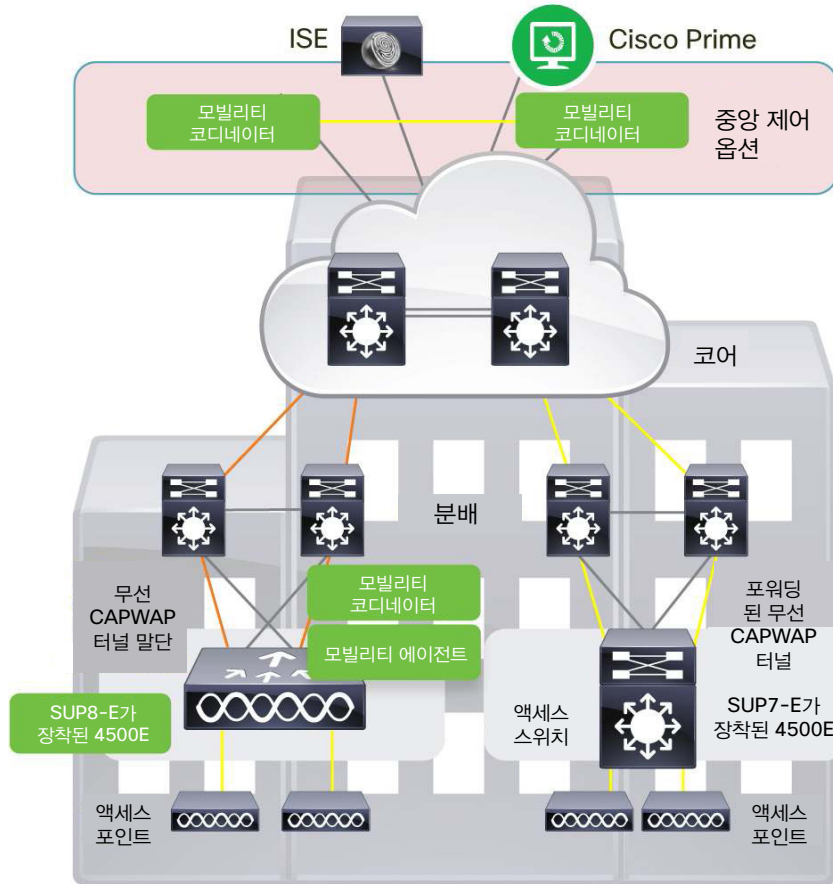 ISE
Cisco Prime
모빌리티
코디네이터
모빌리티
코디네이터
중앙 제어
옵션
코어
분배
무선
CAPWAP
터널 말단
모빌리티
코디네이터
모빌리티 에이전트
포워딩
된 무선
CAPWAP
터널
SUP8-E가
장착된 4500E
액세스
스위치
SUP7-E가
장착된 4500E
액세스
포인트
액세스
포인트